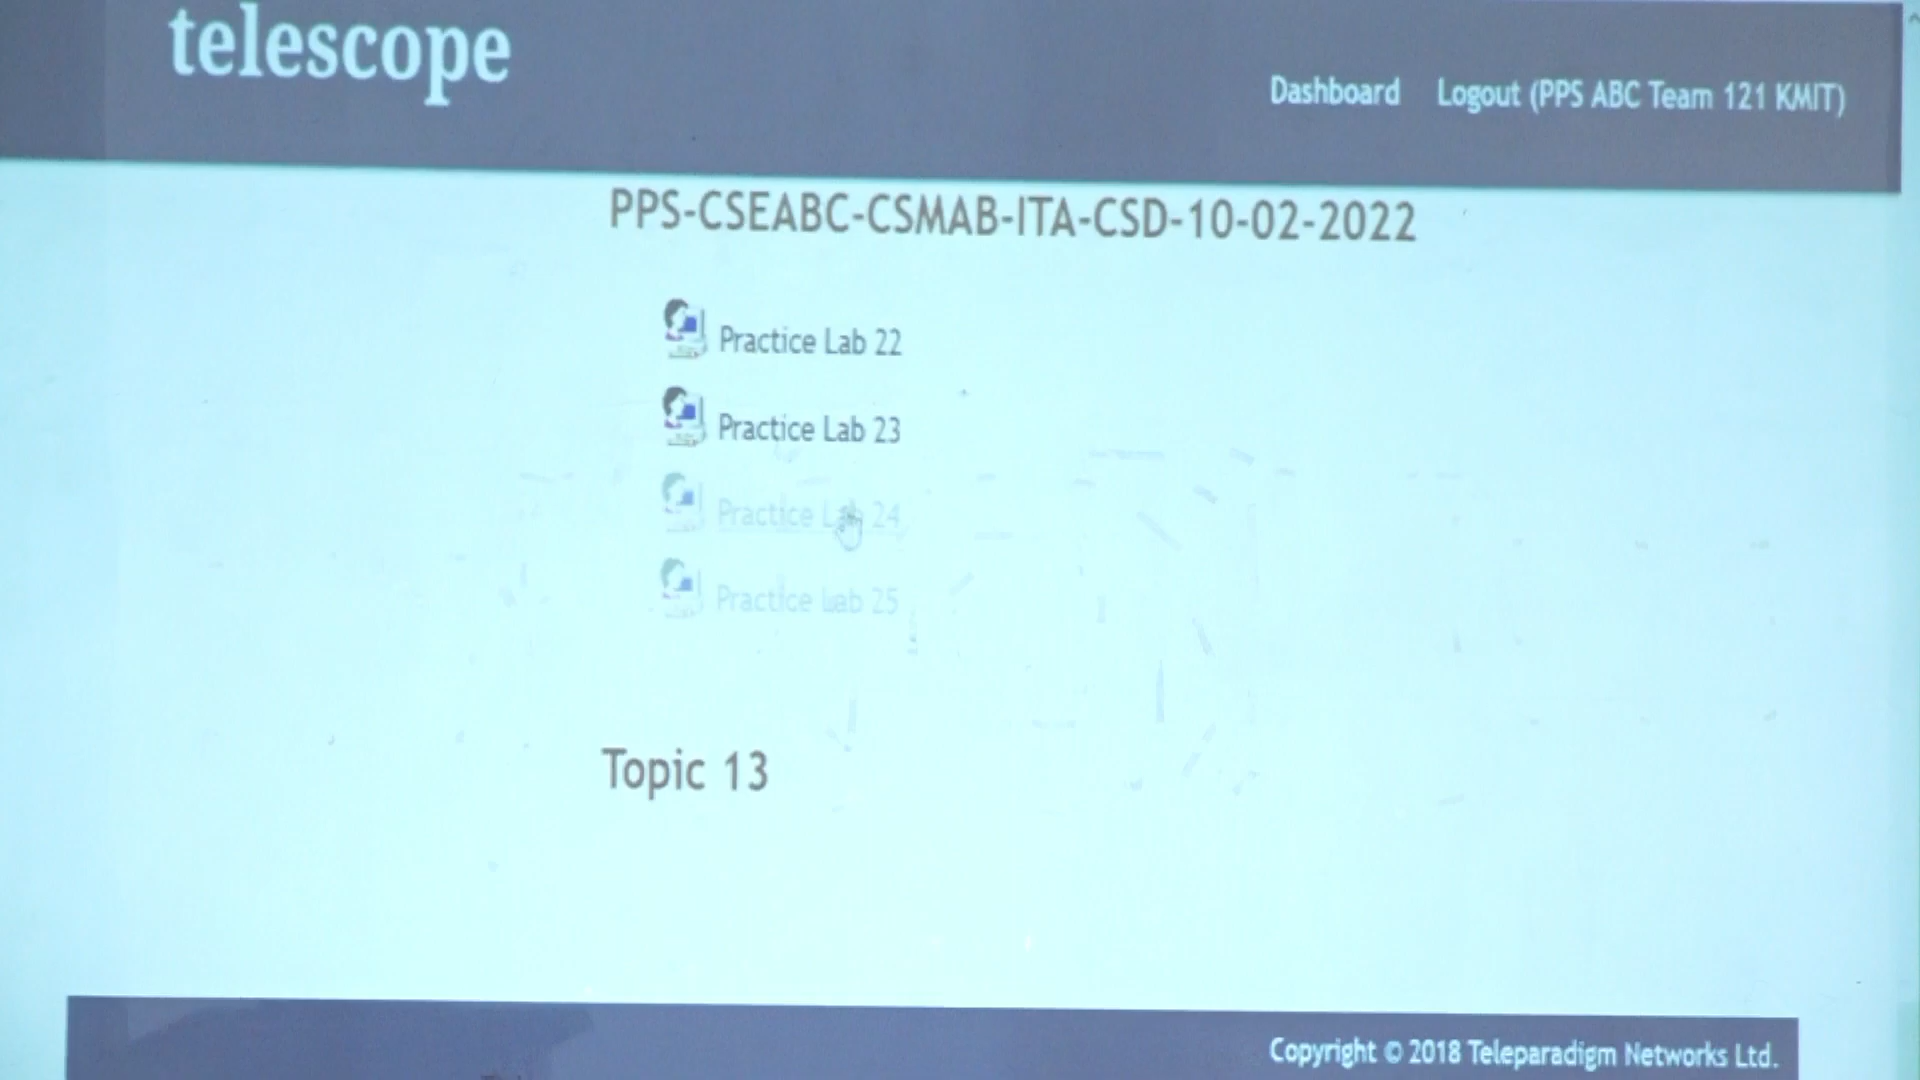 telescope
Dashboard Logout (PPS ABC Team 121 KMIT)
PPS-CSEABC-CSMAB-ITA-CSD-10-02-2022
Practice Lab 22
Practice Lab 23
Practice Lab 24
Practice Lab 25
Topic 13
Copyright © 2018 Teleparadigm Networks Ltd.